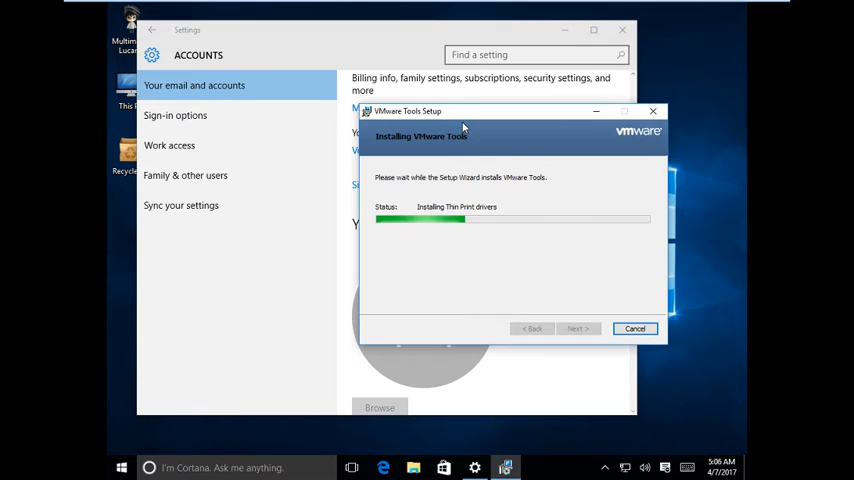 Settings
ACCOUNTS
Find a setting
Your email and accounts
Sign-in options
Work access
Family & other users
Sync your settings
Billing info, family settings, subscriptions, security settings, and
more
VMware Tools Setup
Installing VMware Tools
vmware
Please wait while the Setup Wizard installs VMware Tools.
Status: Installing Thin Print drivers
< Back
Next >
Cancel
Browse
Multim
Lucar
This P
Recycle
I'm Cortana. Ask me anything.
5:06 AM
4/7/2017